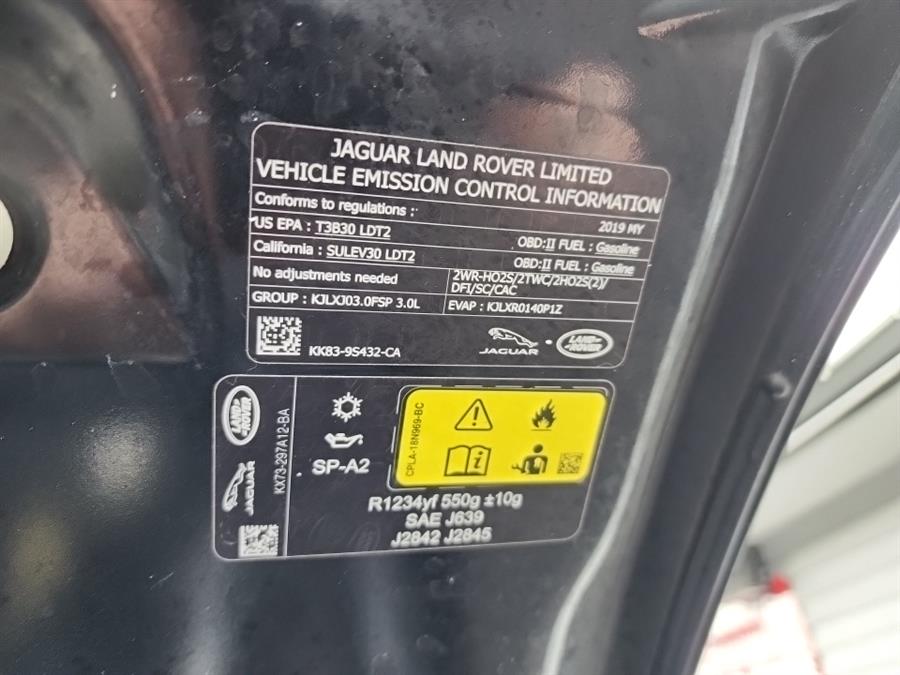 JAGUAR LAND ROVER LIMITED
VEHICLE EMISSION CONTROL INFORMATION
Conforms to regulations :
2019 MY
US EPA : T3B30 LDT2
OBD:II FUEL : Gasoline
California : SULEV30 LDT2
OBD:II FUEL : Gasoline
No adjustments needed
2WR-HO2S/2TWC/2HO2S(2)/
DFI/SC/CAC
GROUP : KJLXJ03.0FSP 3.0L
EVAP : KJLXR0140P1Z
KK83-9S432-CA
JAGUAR
LAND ROVER
LAND ROVER
JAGUAR
KX73-297A12-BA
SP-A2
CPLA-18N969-BC
R1234yf 550g ±10g
SAE J639
J2842 J2845